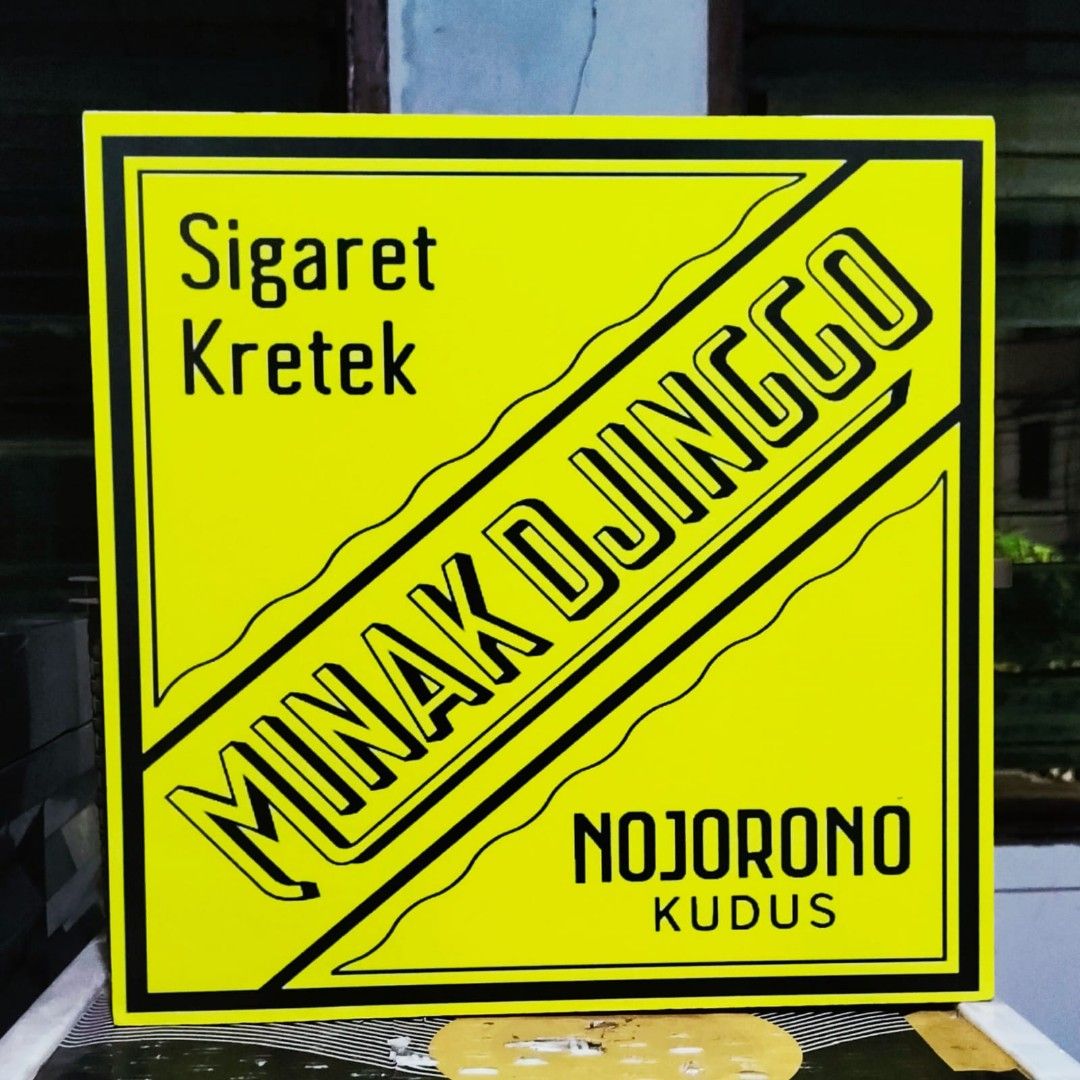 Sigaret
Kretek
MINAK DJINGGO
NOJORONO
KUDUS